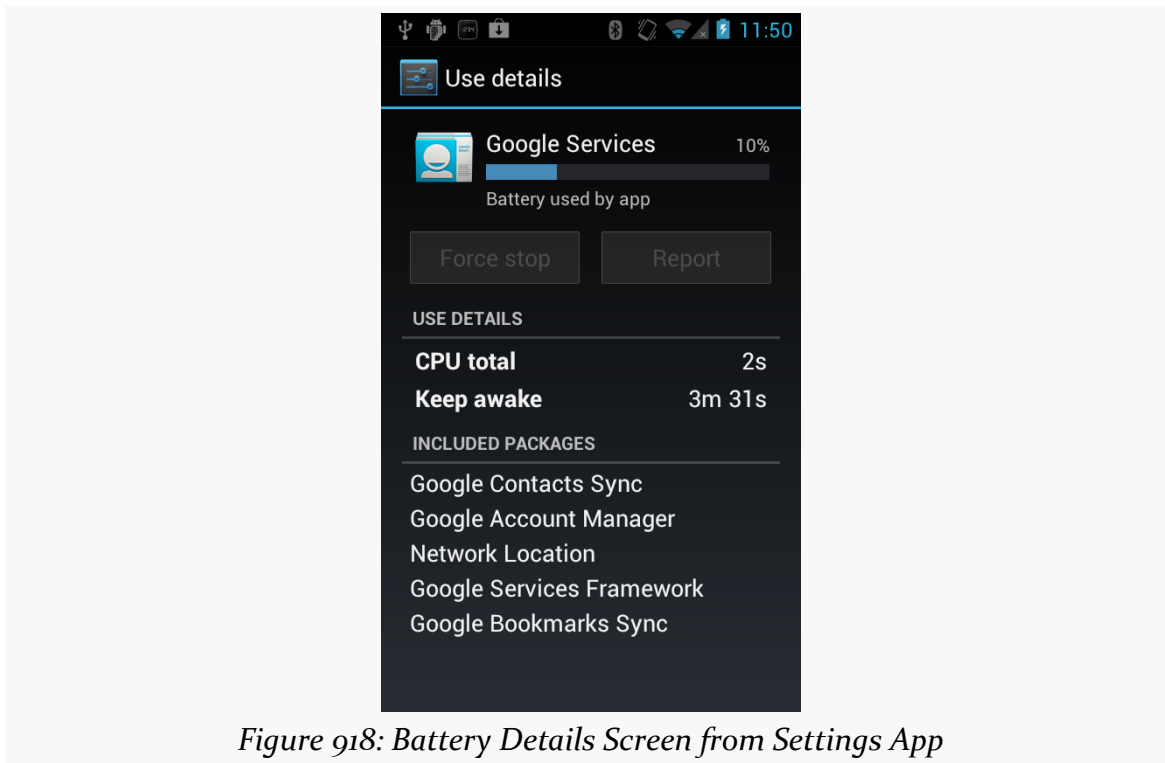 11:50
Use details
Google Services 10%
Battery used by app
Force stop Report
USE DETAILS
CPU total 2s
Keep awake 3m 31s
INCLUDED PACKAGES
Google Contacts Sync
Google Account Manager
Network Location
Google Services Framework
Google Bookmarks Sync
Figure 918: Battery Details Screen from Settings App